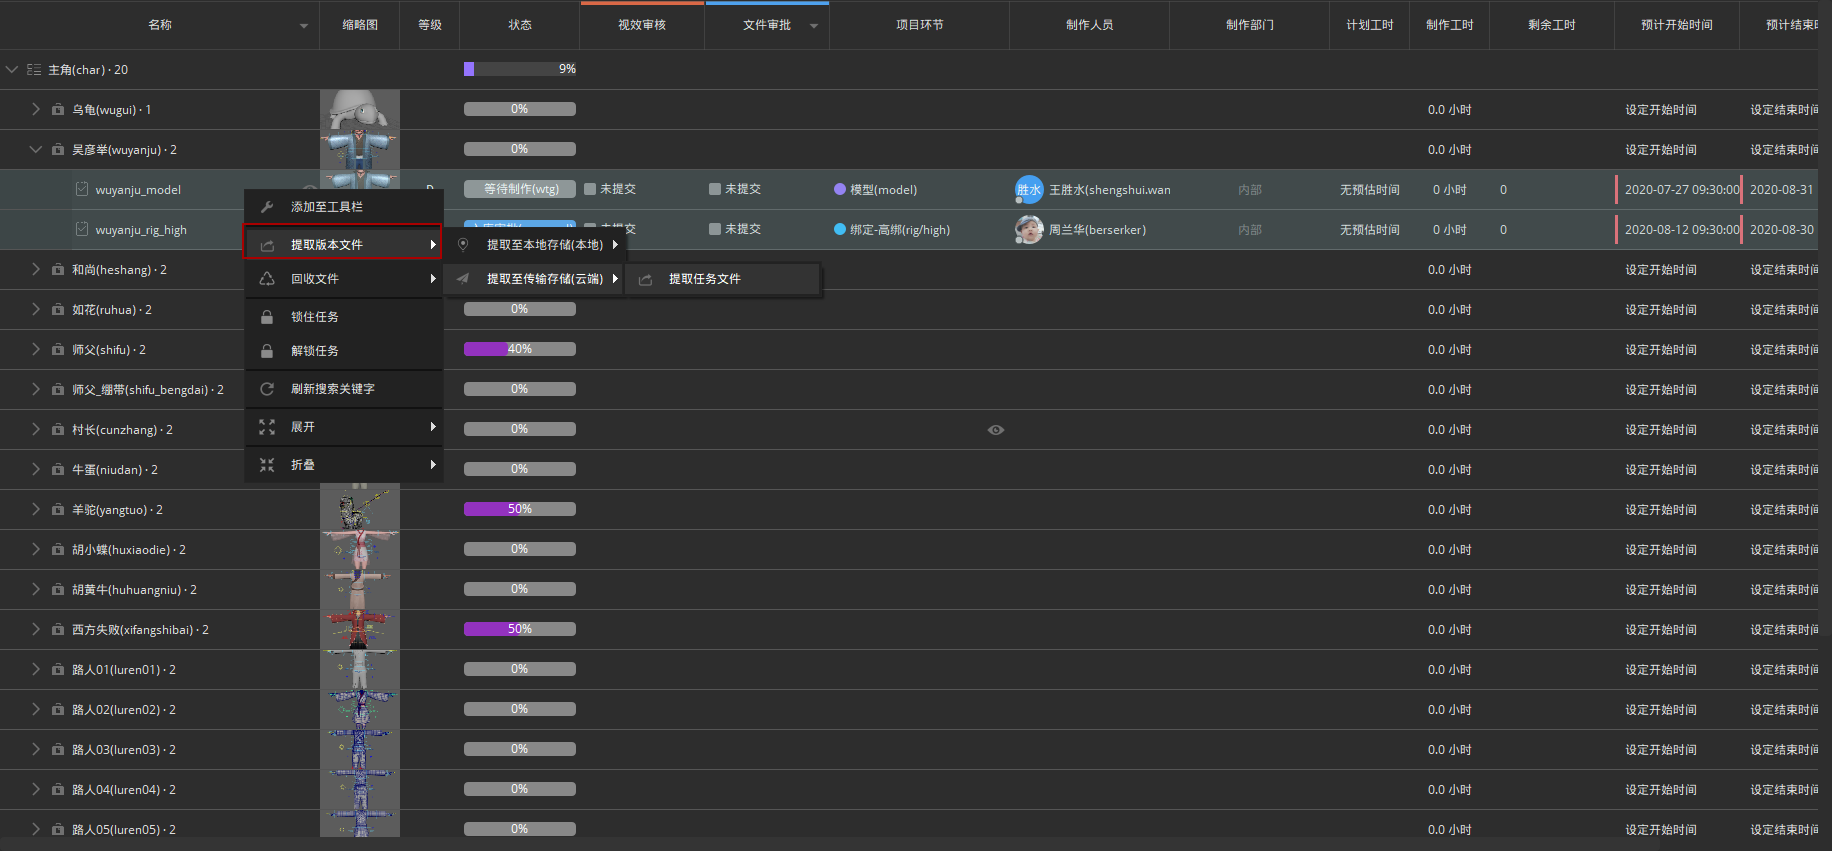 名称 缩略图 等级 状态 视效审核 文件审批 项目环节 制作人员 制作部门 计划工时 制作工时 剩余工时 预计开始时间 预计结束时
主角(char) · 20 9%
乌龟(wugui) · 1 0% 0.0 小时 设定开始时间 设定结束时间
吴彦举(wuyanju) · 2 0% 0.0 小时 设定开始时间 设定结束时间
wuyanju_model 等待制作(wtg) 未提交 未提交 模型(model) 胜水 王胜水(shengshui.wan 内部 无预估时间 0 小时 0 2020-07-27 09:30:00 2020-08-31
添加至工具栏
wuyanju_rig_high 未提交 未提交 绑定-高绑(rig/high) 周兰华(berserker) 内部 无预估时间 0 小时 0 2020-08-12 09:30:00 2020-08-30
提取版本文件 提取至本地存储(本地)
和尚(heshang) · 2 0.0 小时 设定开始时间 设定结束时间
回收文件 提取至传输存储(云端) 提取任务文件
如花(ruhua) · 2 0% 0.0 小时 设定开始时间 设定结束时间
锁住任务
师父(shifu) · 2 40% 0.0 小时 设定开始时间 设定结束时间
解锁任务
师父_绷带(shifu_bengdai) · 2 0% 0.0 小时 设定开始时间 设定结束时间
刷新搜索关键字
村长(cunzhang) · 2 0% 0.0 小时 设定开始时间 设定结束时间
展开
牛蛋(niudan) · 2 0% 0.0 小时 设定开始时间 设定结束时间
折叠
羊驼(yangtuo) · 2 50% 0.0 小时 设定开始时间 设定结束时间
胡小蝶(huxiaodie) · 2 0% 0.0 小时 设定开始时间 设定结束时间
胡黄牛(huhuangniu) · 2 0% 0.0 小时 设定开始时间 设定结束时间
西方失败(xifangshibai) · 2 50% 0.0 小时 设定开始时间 设定结束时间
路人01(luren01) · 2 0% 0.0 小时 设定开始时间 设定结束时间
路人02(luren02) · 2 0% 0.0 小时 设定开始时间 设定结束时间
路人03(luren03) · 2 0% 0.0 小时 设定开始时间 设定结束时间
路人04(luren04) · 2 0% 0.0 小时 设定开始时间 设定结束时间
路人05(luren05) · 2 0% 0.0 小时 设定开始时间 设定结束时间